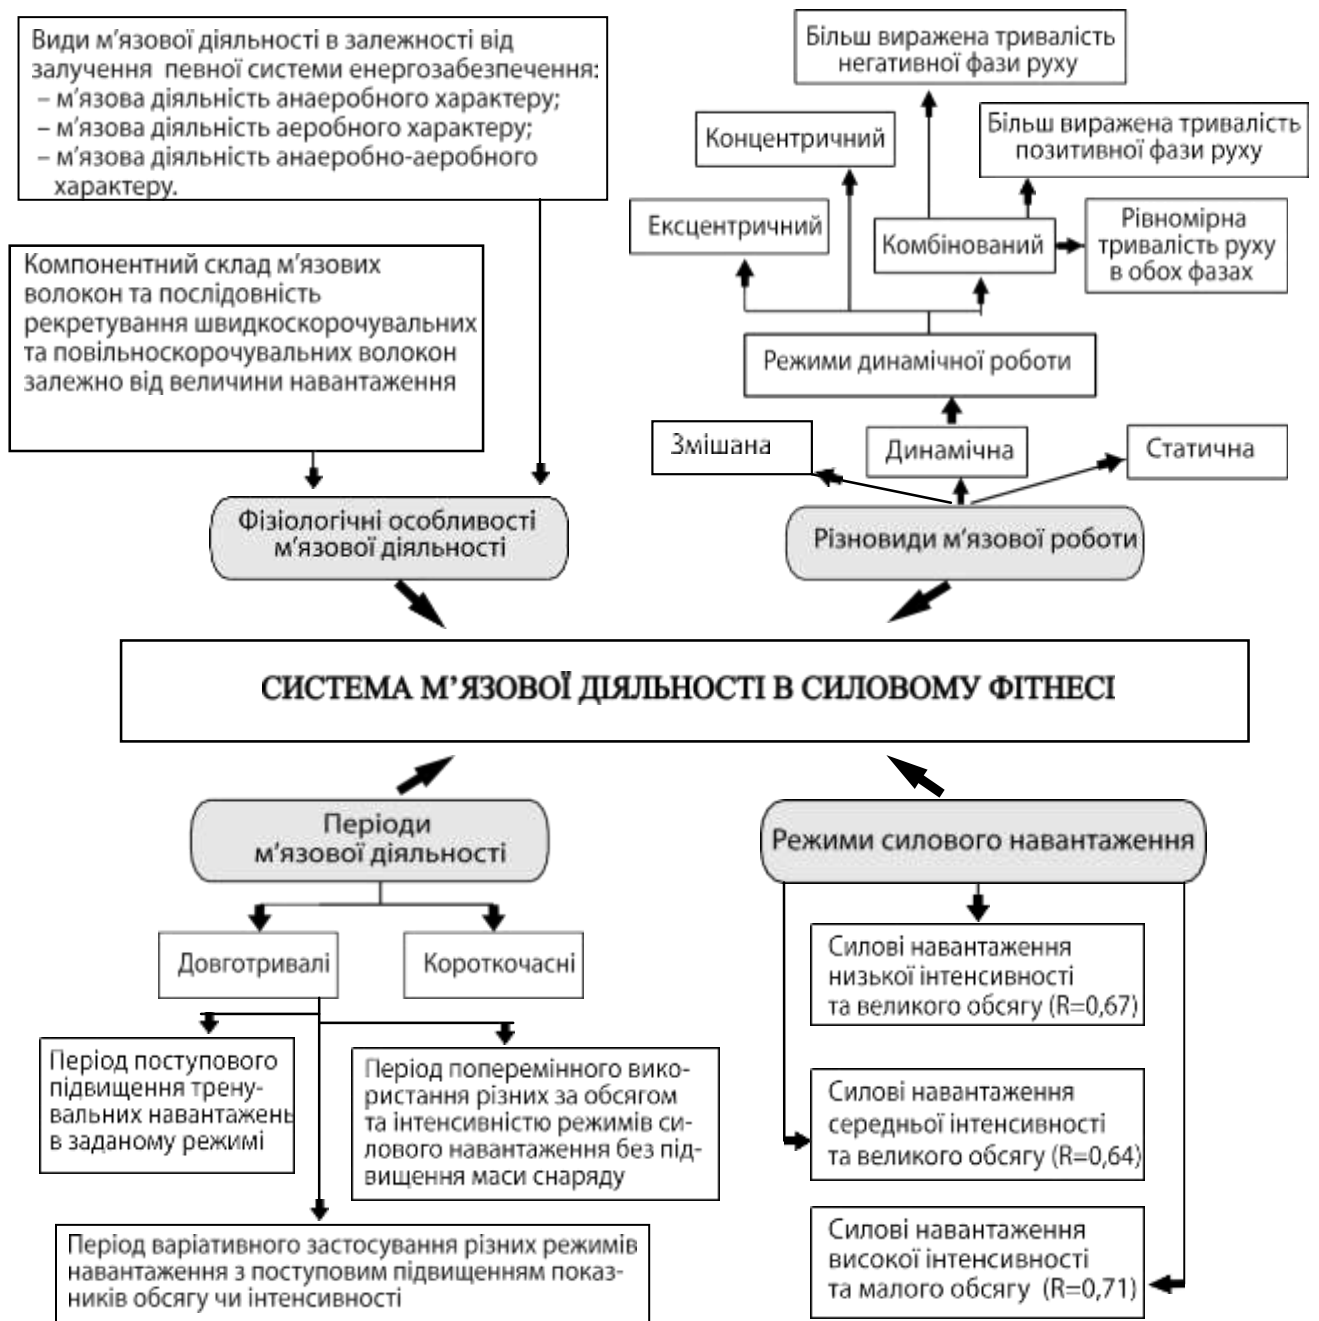 Види м’язової діяльності в залежності від
залучення певної системи енергозабезпечення:
– м’язова діяльність анаеробного характеру;
– м’язова діяльність аеробного характеру;
– м’язова діяльність анаеробно-аеробного
характеру.
Компонентний склад м’язових
волокон та послідовність
рекретування швидкоскорочувальних
та повільноскорочувальних волокон
залежно від величини навантаження
Фізіологічні особливості
м’язової діяльності
Більш виражена тривалість
негативної фази руху
Концентричний
Більш виражена тривалість
позитивної фази руху
Ексцентричний
Комбінований
Рівномірна
тривалість руху
в обох фазах
Режими динамічної роботи
Змішана
Динамічна
Статична
Різновиди м’язової роботи
СИСТЕМА М’ЯЗОВОЇ ДІЯЛЬНОСТІ В СИЛОВОМУ ФІТНЕСІ
Періоди
м’язової діяльності
Довготривалі
Короткочасні
Період поступового
підвищення трену-
вальних навантажень
в заданому режимі
Період поперемінного вико-
ристання різних за обсягом
та інтенсивністю режимів си-
лового навантаження без під-
вищення маси снаряду
Період варіативного застосування різних режимів
навантаження з поступовим підвищенням показ-
ників обсягу чи інтенсивності
Режими силового навантаження
Силові навантаження
низької інтенсивності
та великого обсягу (R=0,67)
Силові навантаження
середньої інтенсивності
та великого обсягу (R=0,64)
Силові навантаження
високої інтенсивності
та малого обсягу (R=0,71)